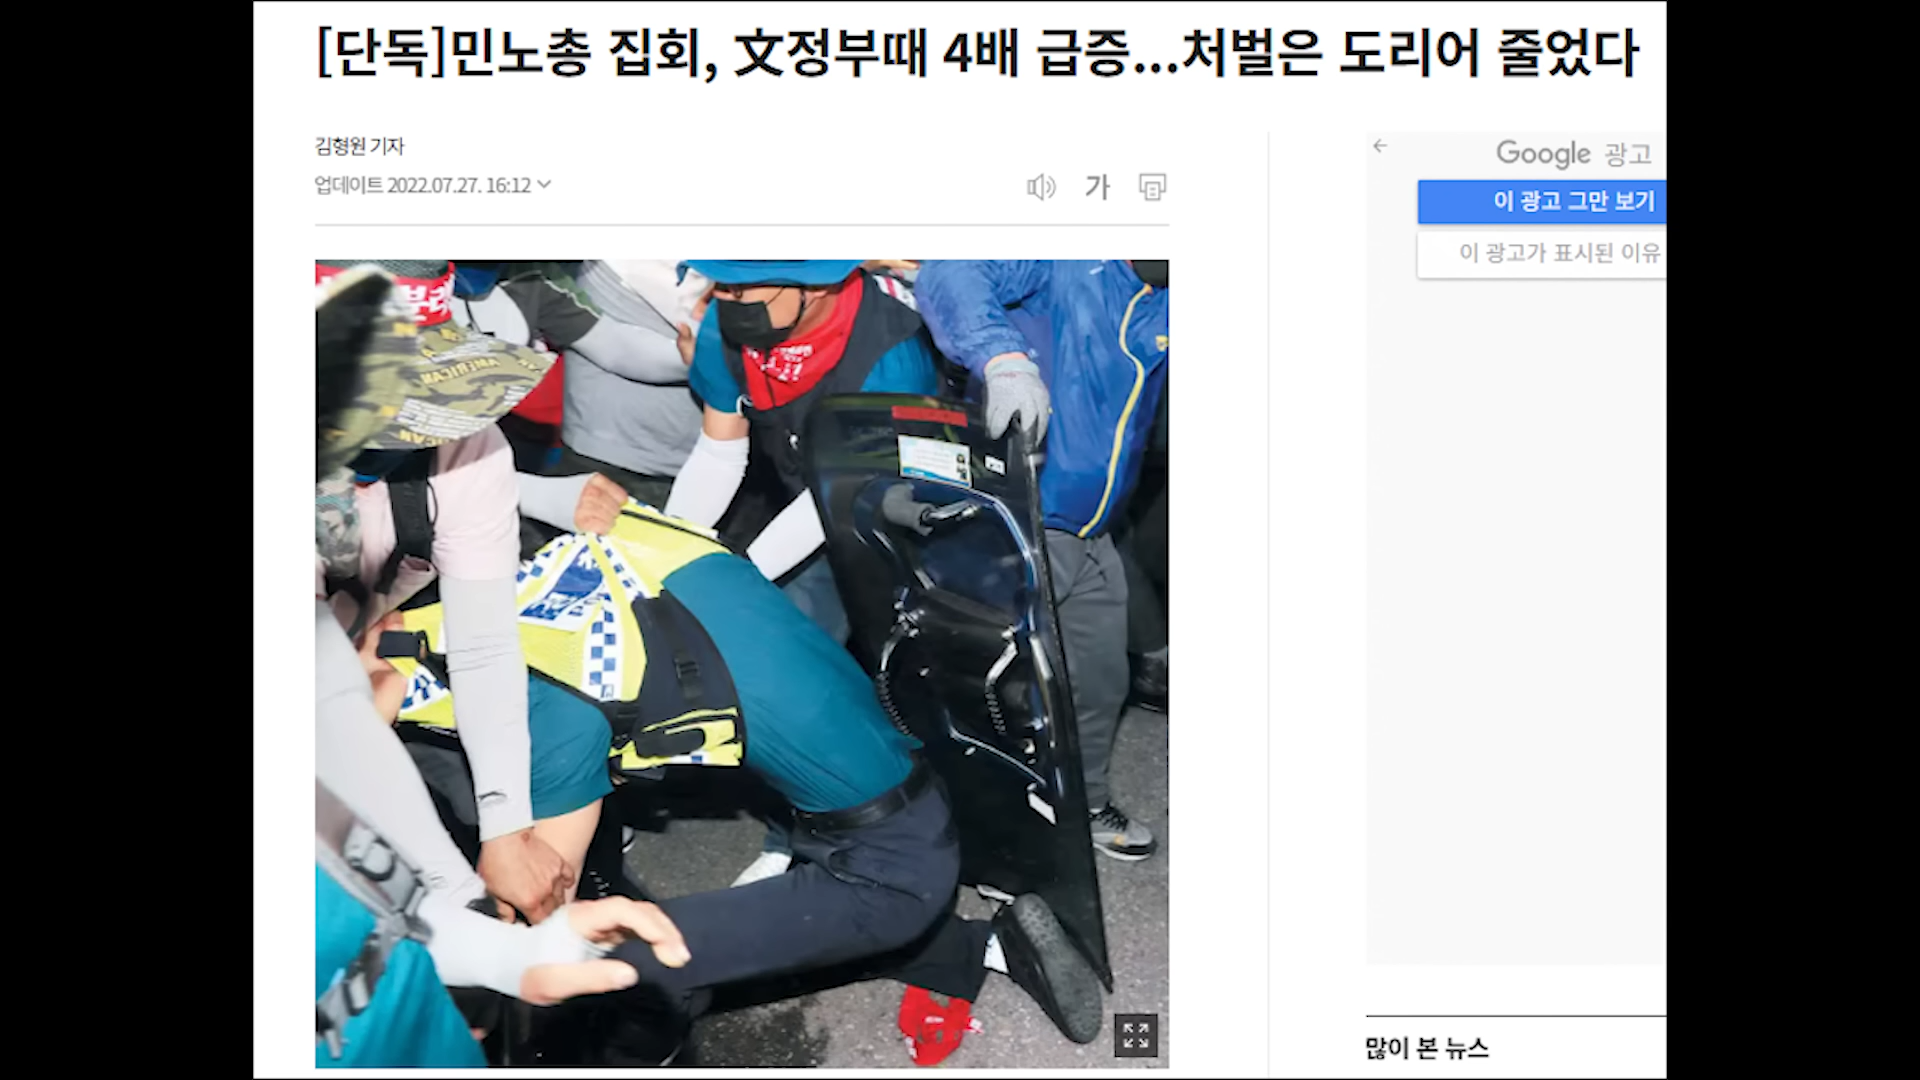 [단독]민노총 집회, 文정부때 4배 급증...처벌은 도리어 줄었다
김형원 기자
업데이트 2022.07.27. 16:12
가
Google 광고
이 광고 그만 보기
이 광고가 표시된 이유
AMERICAN
많이 본 뉴스